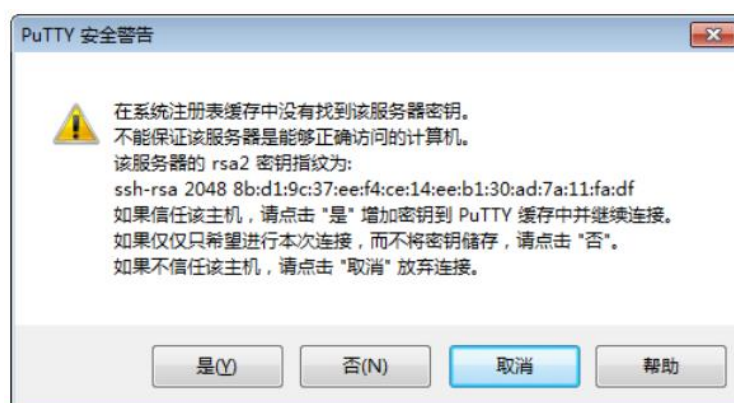 PuTTY 安全警告
在系统注册表缓存中没有找到该服务器密钥。
不能保证该服务器是能够正确访问的计算机。
该服务器的 rsa2 密钥指纹为:
ssh-rsa 2048 8b:d1:9c:37:ee:f4:ce:14:ee:b1:30:ad:7a:11:fa:df
如果信任该主机，请点击 "是" 增加密钥到 PuTTY 缓存中并继续连接。
如果仅仅只希望进行本次连接，而不将密钥储存，请点击 "否"。
如果不信任该主机，请点击 "取消" 放弃连接。
是(Y) 否(N) 取消 帮助